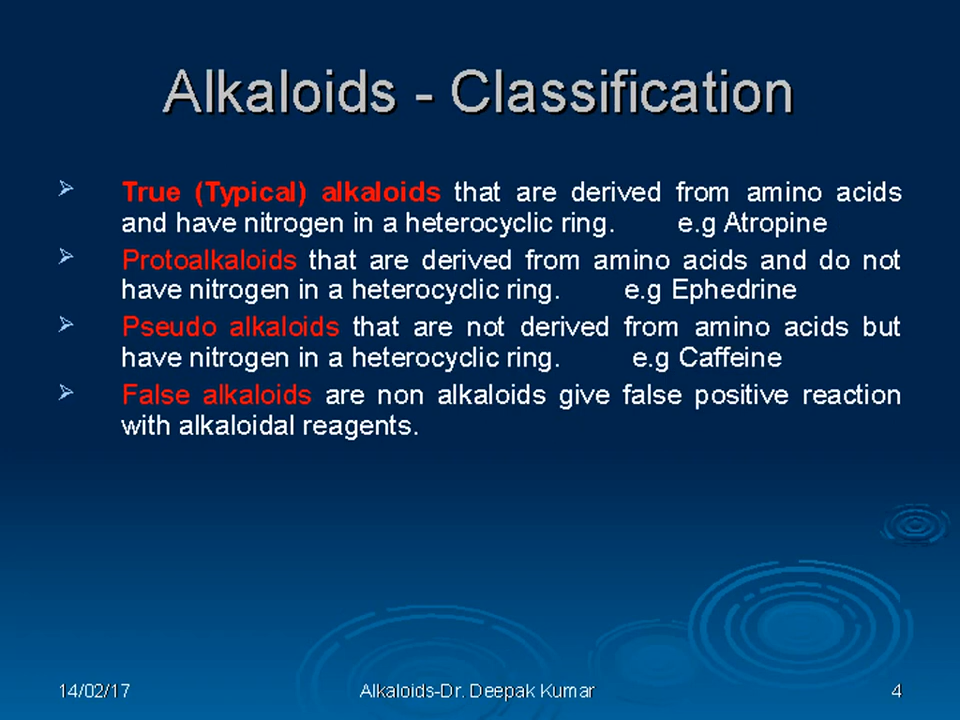 Alkaloids - Classification
True (Typical) alkaloids that are derived from amino acids
and have nitrogen in a heterocyclic ring. e.g Atropine
Protoalkaloids that are derived from amino acids and do not
have nitrogen in a heterocyclic ring. e.g Ephedrine
Pseudo alkaloids that are not derived from amino acids but
have nitrogen in a heterocyclic ring. e.g Caffeine
False alkaloids are non alkaloids give false positive reaction
with alkaloidal reagents.
14/02/17 Alkaloids-Dr. Deepak Kumar 4